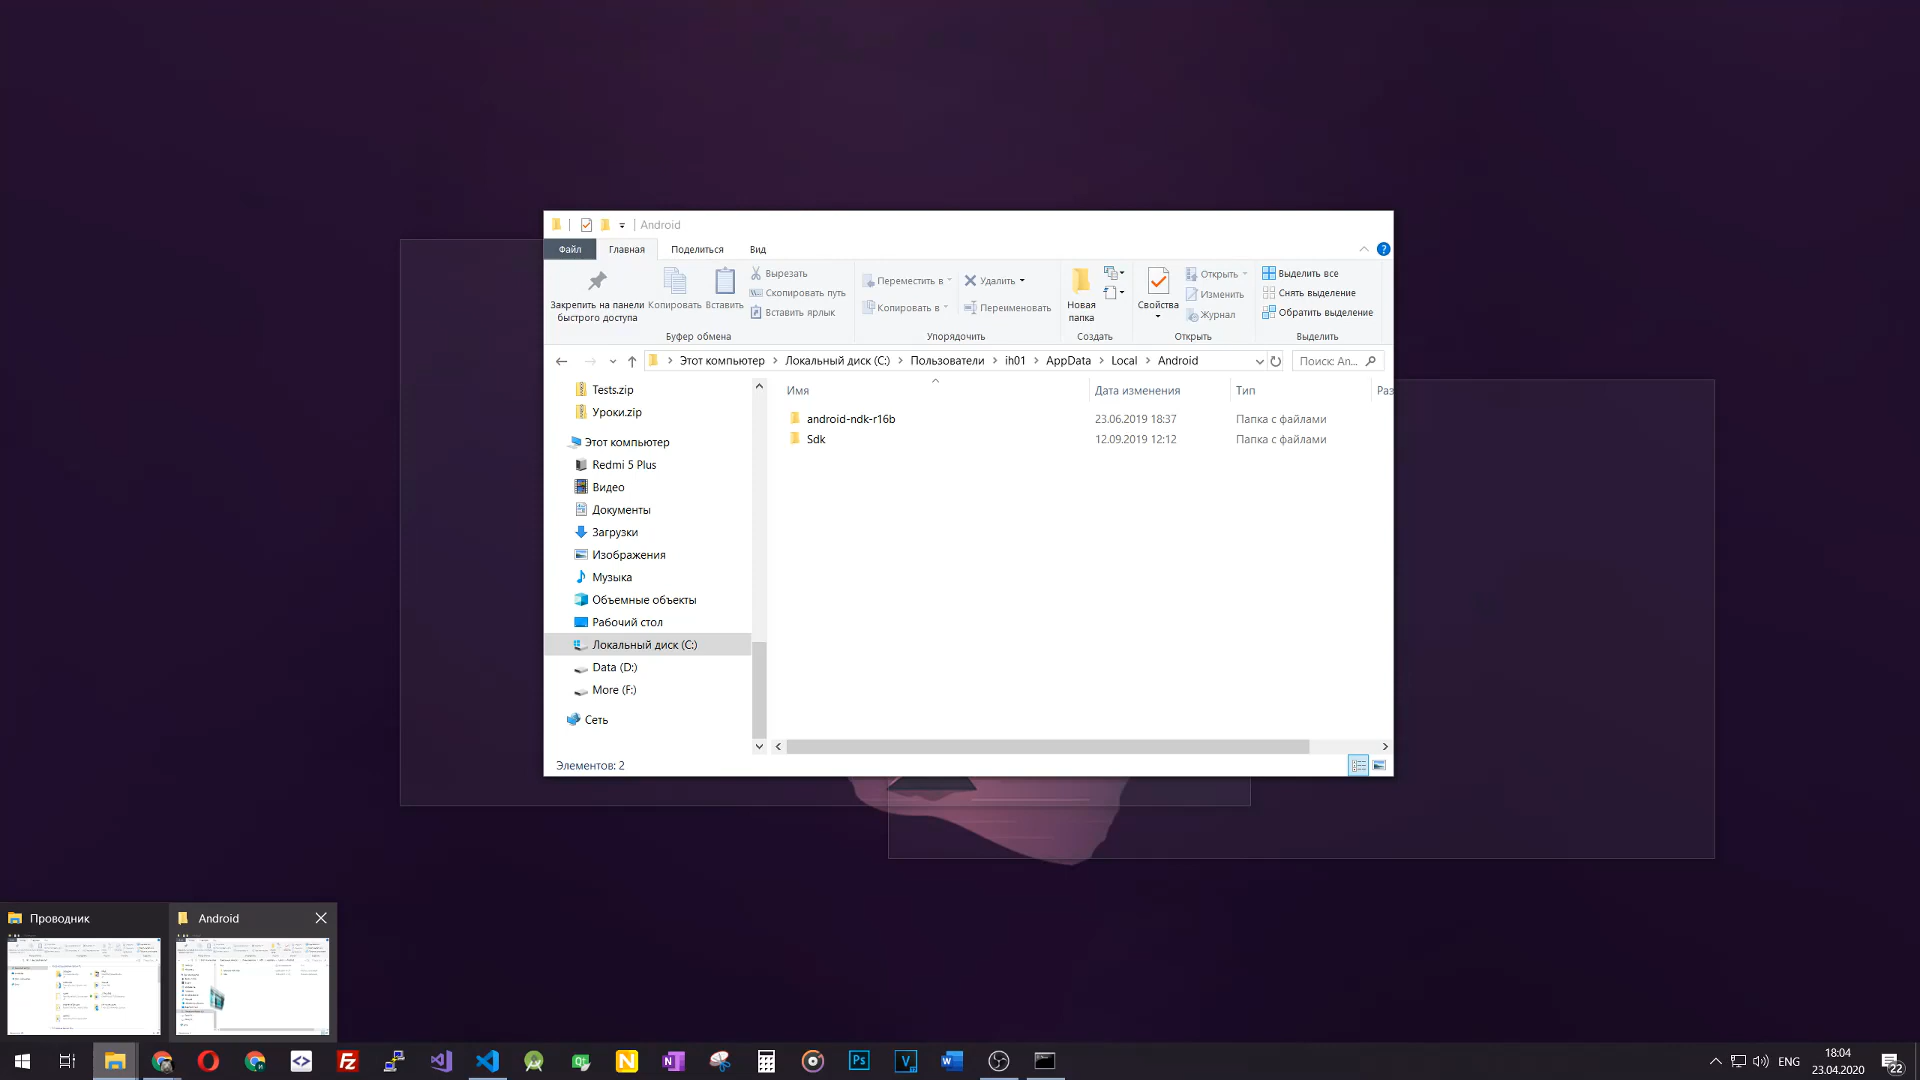 Android
Файл
Главная
Поделиться
Вид
Закрепить на панели
быстрого доступа
Копировать
Вставить
Вырезать
Скопировать путь
Вставить ярлык
Буфер обмена
Переместить в
Копировать в
Удалить
Переименовать
Упорядочить
Новая
папка
Создать
Свойства
Открыть
Изменить
Журнал
Открыть
Выделить все
Снять выделение
Обратить выделение
Выделить
Этот компьютер
Локальный диск (C:)
Пользователи
ih01
AppData
Local
Android
Поиск: An...
Tests.zip
Уроки.zip
Этот компьютер
Redmi 5 Plus
Видео
Документы
Загрузки
Изображения
Музыка
Объемные объекты
Рабочий стол
Локальный диск (C:)
Data (D:)
More (F:)
Сеть
Имя
Дата изменения
Тип
Раз
android-ndk-r16b
23.06.2019 18:37
Папка с файлами
Sdk
12.09.2019 12:12
Папка с файлами
Элементов: 2
Проводник
Android
ENG
18:04
23.04.2020
22